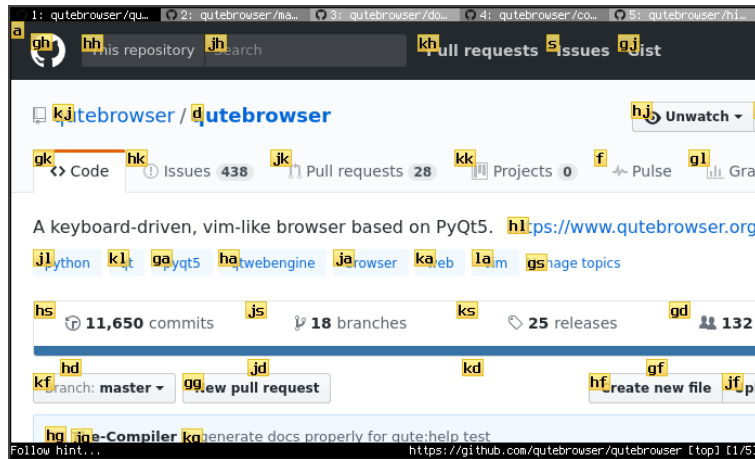 1: qutebrowser/qu… 2: qutebrowser/ma… 3: qutebrowser/do… 4: qutebrowser/co… 5: qutebrowser/hi…
a
gh hh this repository jh Search kh Pull requests s Issues gj Gist
kj qutebrowser / d qutebrowser hj Unwatch
gk Code hk Issues 438 jk Pull requests 28 kk Projects 0 f Pulse gl Gra
A keyboard-driven, vim-like browser based on PyQt5. hl tps://www.qutebrowser.org
jl python kl qt ga pyqt5 ha qtwebengine ja browser ka web la vim gs nage topics
hs js ks gd
11,650 commits 18 branches 25 releases 132
hd jd kd gf
kf Branch: master gg New pull request hf Create new file jf
hg jg e-Compiler kg generate docs properly for qute:help test
Follow hint... https://github.com/qutebrowser/qutebrowser [top] [1/5